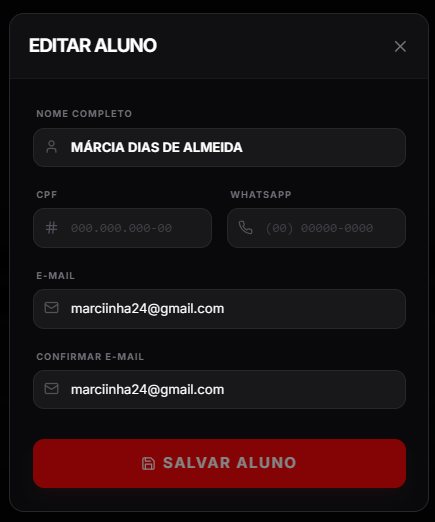 EDITAR ALUNO
NOME COMPLETO
MÁRCIA DIAS DE ALMEIDA
CPF WHATSAPP
# 000.000.000-00 (00) 00000-0000
E-MAIL
marciinha24@gmail.com
CONFIRMAR E-MAIL
marciinha24@gmail.com
SALVAR ALUNO